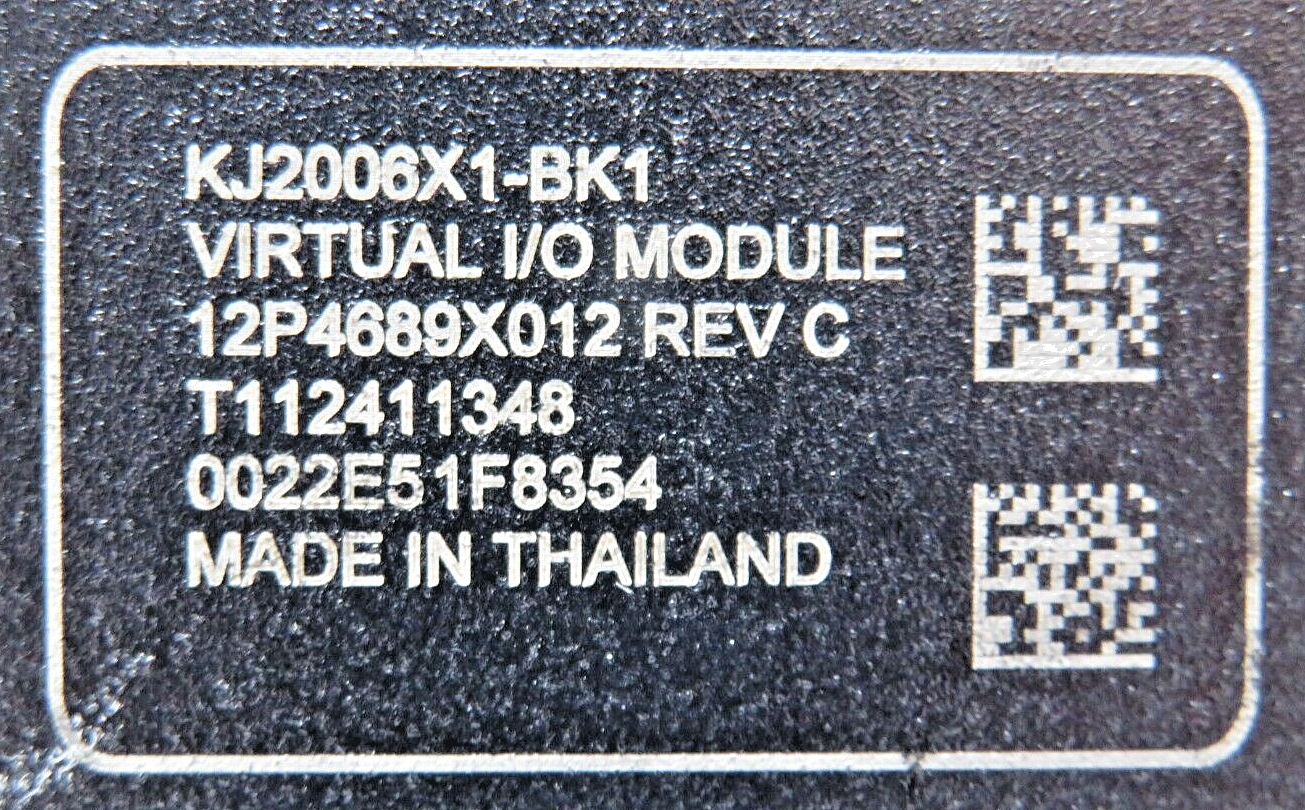 KJ2006X1-BK1
VIRTUAL I/O MODULE
12P4689X012 REV C
T112411348
0022E51F8354
MADE IN THAILAND